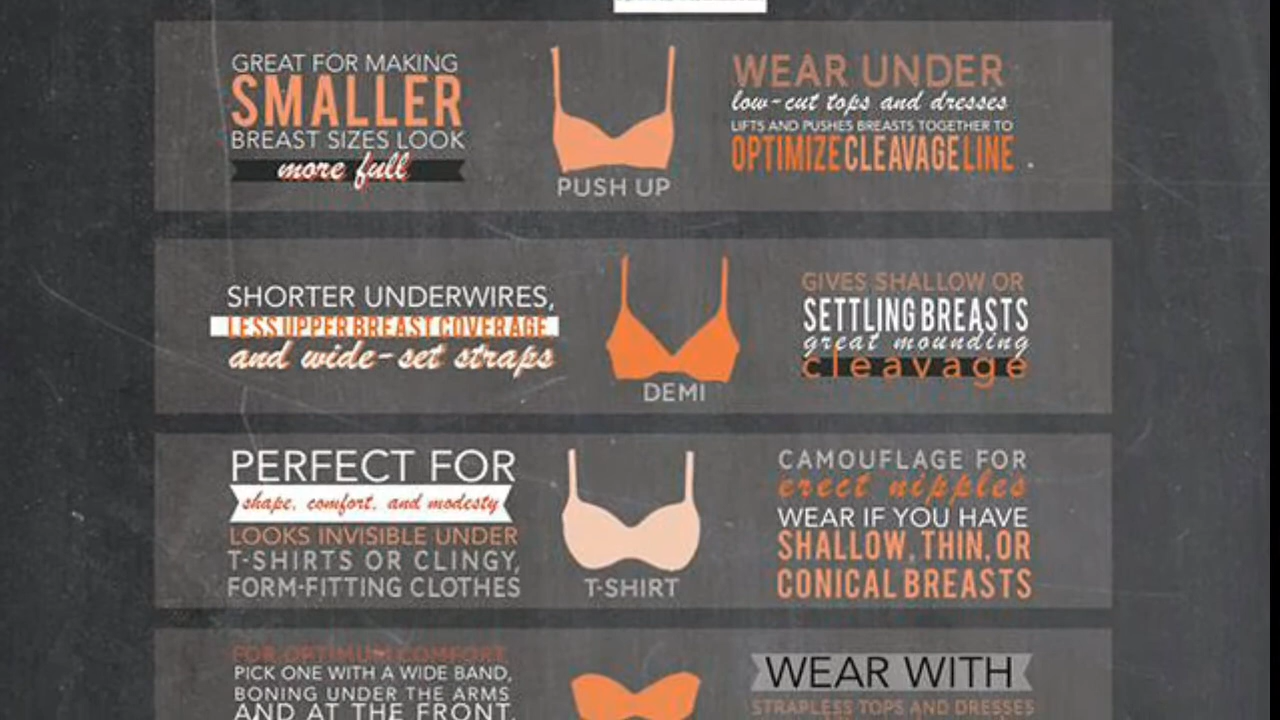 GREAT FOR MAKING
SMALLER
BREAST SIZES LOOK
more full
PUSH UP
WEAR UNDER
low-cut tops and dresses
LIFTS AND PUSHES BREASTS TOGETHER TO
OPTIMIZE CLEAVAGE LINE
SHORTER UNDERWIRES,
LESS UPPER BREAST COVERAGE
and wide-set straps
DEMI
GIVES SHALLOW OR
SETTLING BREASTS
great mounding
cleavage
PERFECT FOR
shape, comfort, and modesty
LOOKS INVISIBLE UNDER
T-SHIRTS OR CLINGY,
FORM-FITTING CLOTHES
T-SHIRT
CAMOUFLAGE FOR
erect nipples
WEAR IF YOU HAVE
SHALLOW, THIN, OR
CONICAL BREASTS
FOR OPTIMUM COMFORT,
PICK ONE WITH A WIDE BAND,
BONING UNDER THE ARMS
AND AT THE FRONT,
WEAR WITH
STRAPLESS TOPS AND DRESSES